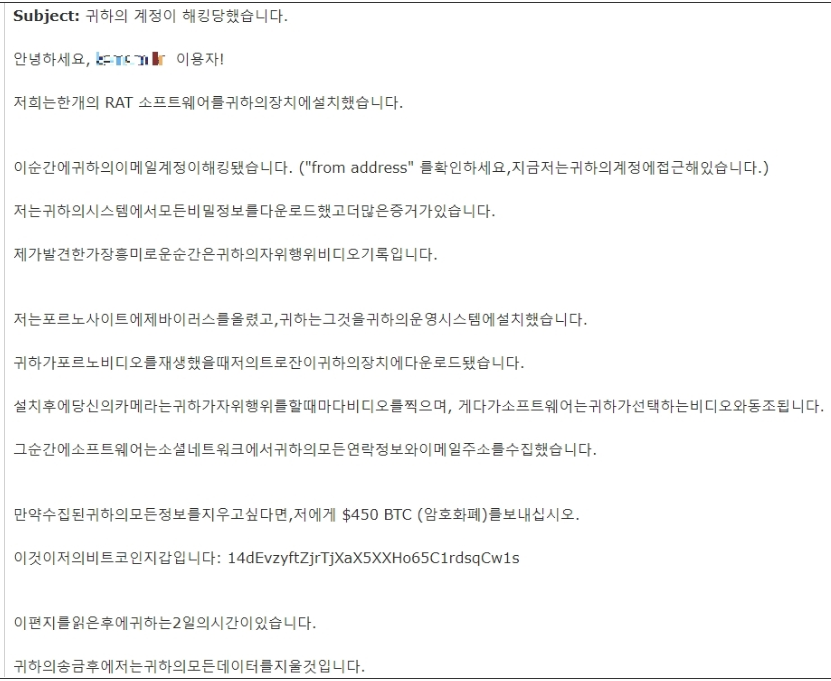 Subject: 귀하의 계정이 해킹당했습니다.
안녕하세요, 이용자!
저희는한개의 RAT 소프트웨어를귀하의장치에설치했습니다.
이순간에귀하의이메일계정이해킹됐습니다. ("from address" 를확인하세요,지금저는귀하의계정에접근해있습니다.)
저는귀하의시스템에서모든비밀정보를다운로드했고더많은증거가있습니다.
제가발견한가장흥미로운순간은귀하의자위행위비디오기록입니다.
저는포르노사이트에제바이러스를올렸고,귀하는그것을귀하의운영시스템에설치했습니다.
귀하가포르노비디오를재생했을때저의트로잔이귀하의장치에다운로드됐습니다.
설치후에당신의카메라는귀하가자위행위를할때마다비디오를찍으며, 게다가소프트웨어는귀하가선택하는비디오와동조됩니다.
그순간에소프트웨어는소셜네트워크에서귀하의모든연락정보와이메일주소를수집했습니다.
만약수집된귀하의모든정보를지우고싶다면,저에게 $450 BTC (암호화폐)를보내십시오.
이것이저의비트코인지갑입니다: 14dEvzyftZjrTjXaX5XXHo65C1rdsqCw1s
이편지를읽은후에귀하는2일의시간이있습니다.
귀하의송금후에저는귀하의모든데이터를지울것입니다.